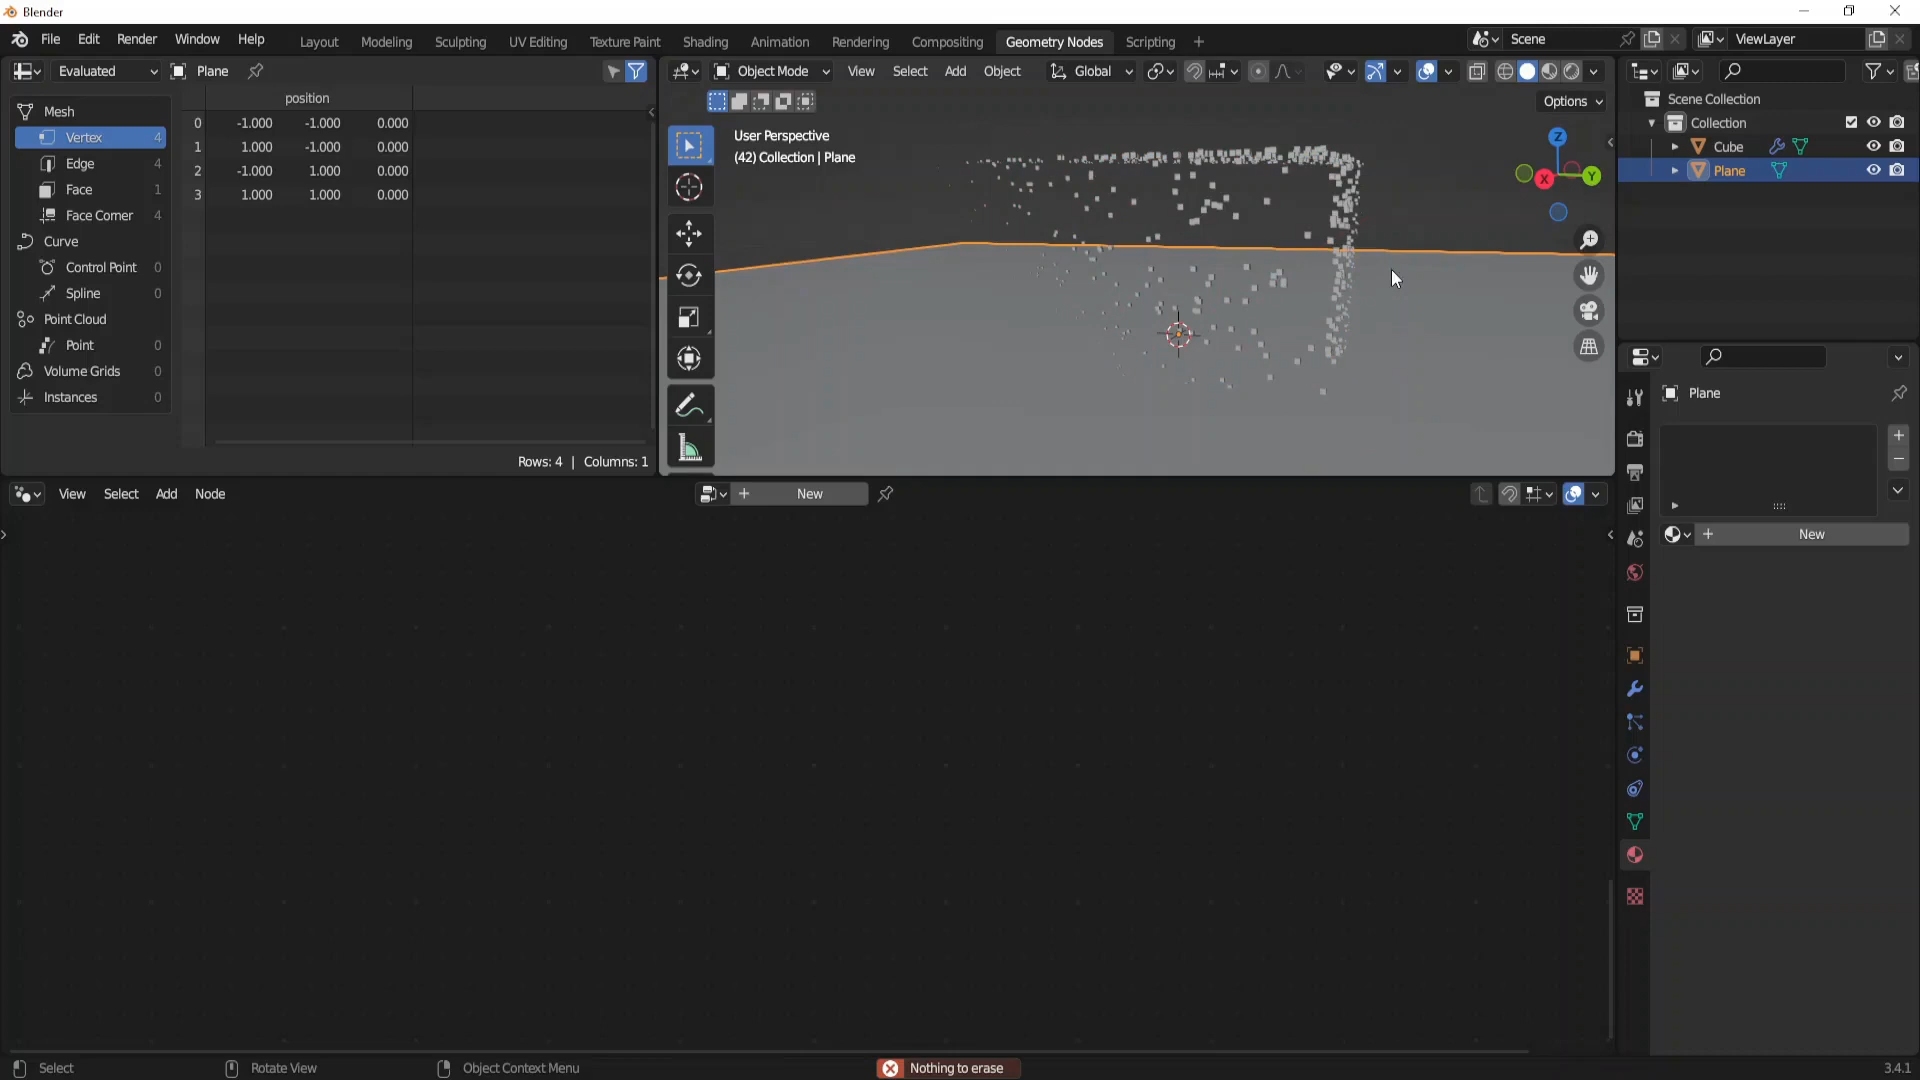 Blender
File Edit Render Window Help Layout Modeling Sculpting UV Editing Texture Paint Shading Animation Rendering Compositing Geometry Nodes Scripting + Scene ViewLayer
Evaluated Plane
Object Mode View Select Add Object Global
Options
position
Mesh
Vertex 4
Edge 4
Face 1
Face Corner 4
Curve
Control Point 0
Spline 0
Point Cloud
Point 0
Volume Grids 0
Instances 0
0 -1.000 -1.000 0.000
1 1.000 -1.000 0.000
2 -1.000 1.000 0.000
3 1.000 1.000 0.000
Rows: 4 | Columns: 1
User Perspective
(42) Collection | Plane
Z
X
Y
Scene Collection
Collection
Cube
Plane
Plane
New
View Select Add Node
New
Select Rotate View Object Context Menu
Nothing to erase
3.4.1